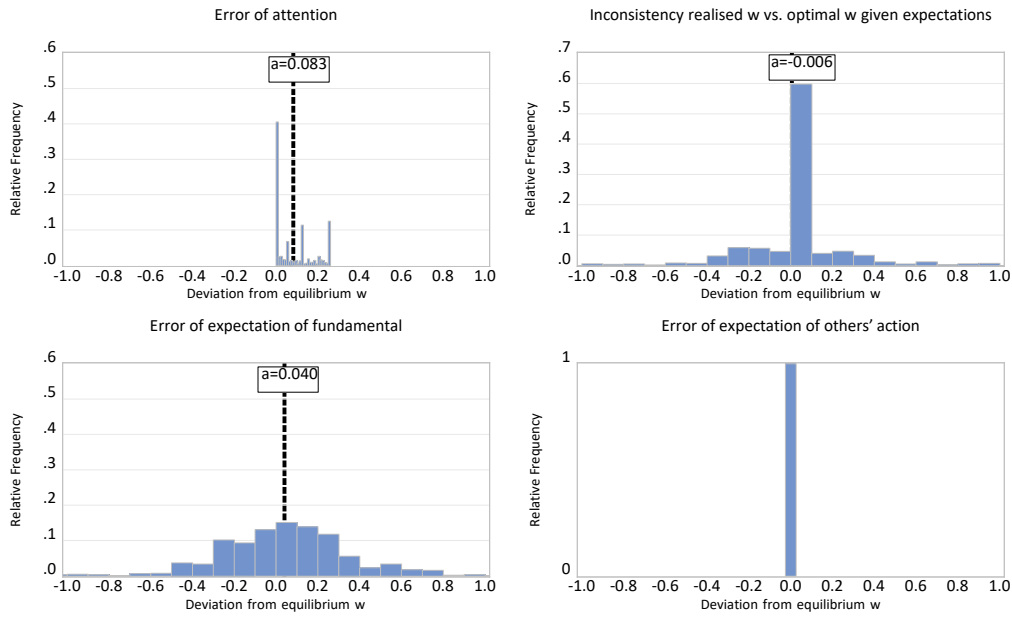 Error of attention
.6
.5
.4
.3
.2
.1
.0
a=0.083
-1.0 -0.8 -0.6 -0.4 -0.2 0.0 0.2 0.4 0.6 0.8 1.0
Relative Frequency
Deviation from equilibrium w
Inconsistency realised w vs. optimal w given expectations
.7
.6
.5
.4
.3
.2
.1
.0
a=-0.006
-1.0 -0.8 -0.6 -0.4 -0.2 0.0 0.2 0.4 0.6 0.8 1.0
Relative Frequency
Deviation from equilibrium w
Error of expectation of fundamental
.6
.5
.4
.3
.2
.1
.0
a=0.040
-1.0 -0.8 -0.6 -0.4 -0.2 0.0 0.2 0.4 0.6 0.8 1.0
Relative Frequency
Deviation from equilibrium w
Error of expectation of others’ action
1
0
-1.0 -0.8 -0.6 -0.4 -0.2 0.0 0.2 0.4 0.6 0.8 1.0
Relative Frequency
Deviation from equilibrium w